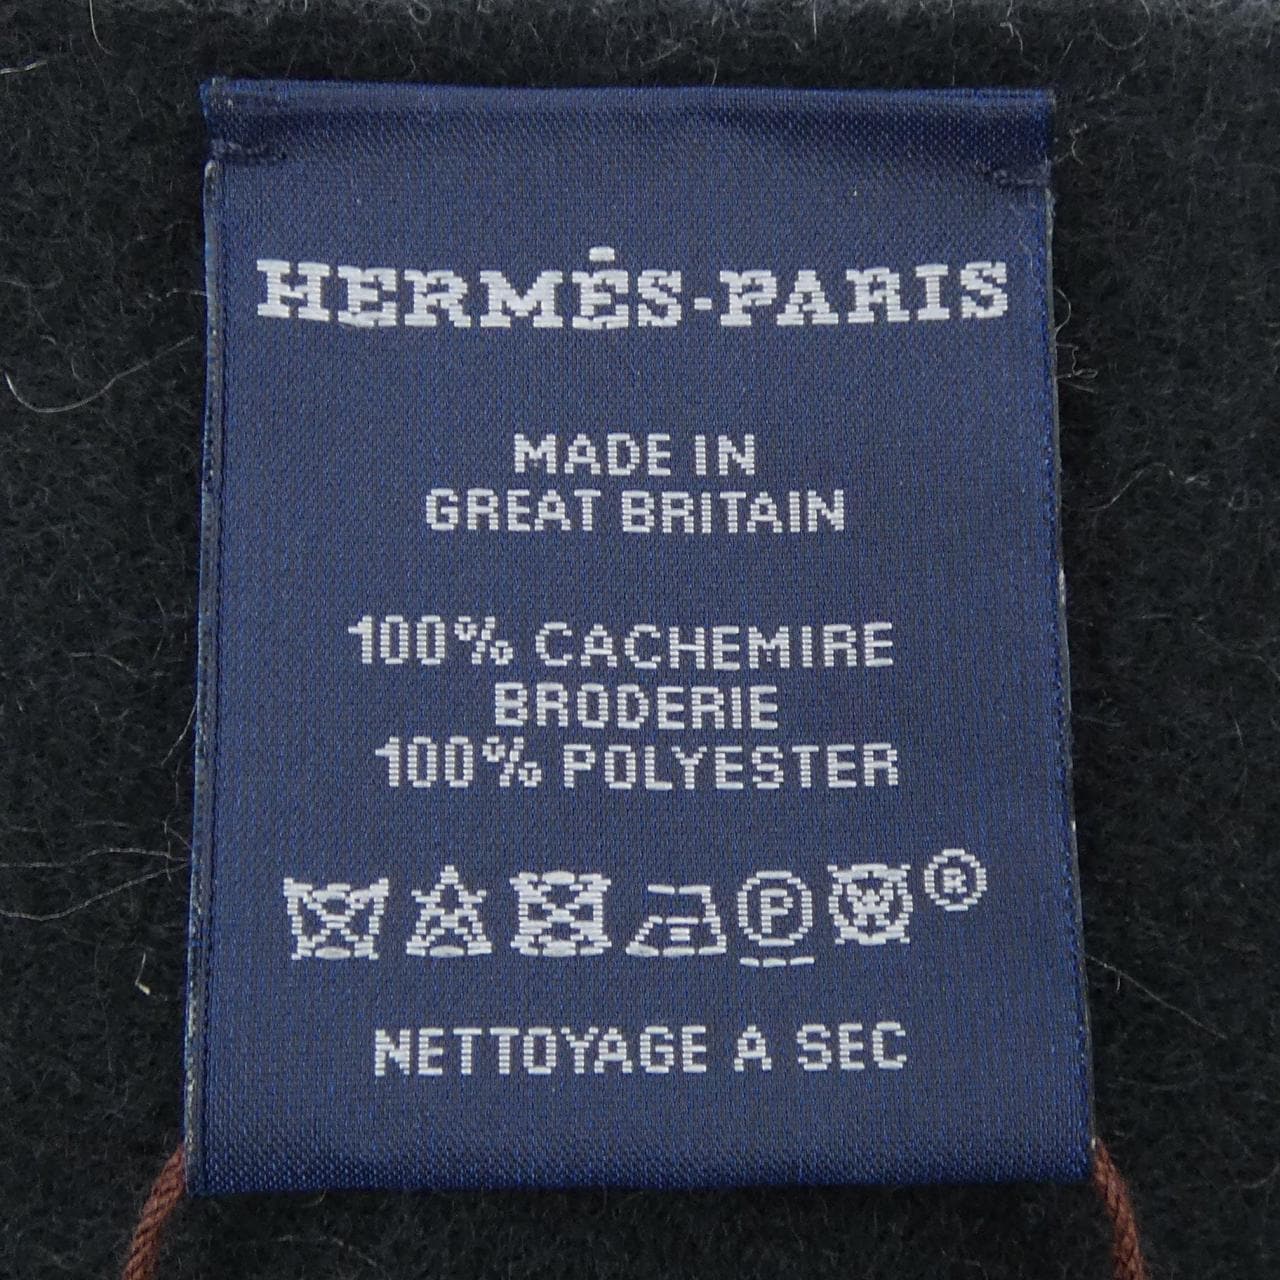 HERMÈS-PARIS
MADE IN
GREAT BRITAIN
100% CACHEMIRE
BRODERIE
100% POLYESTER
P ®
NETTOYAGE A SEC